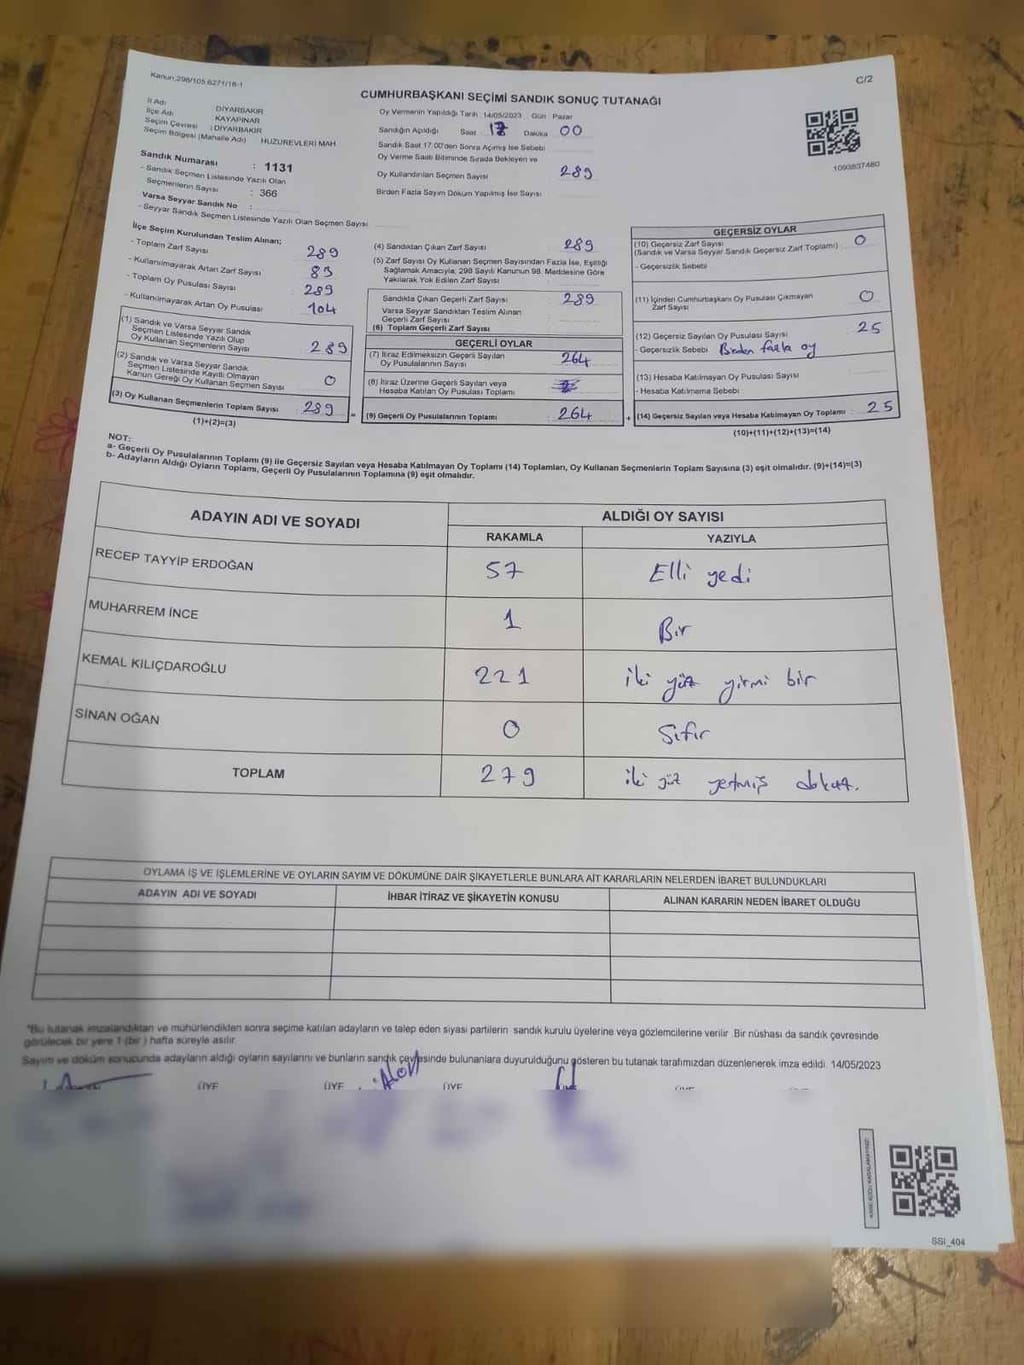 Kanun:298/105 6271/16-1
C/2
CUMHURBAŞKANI SEÇİMİ SANDIK SONUÇ TUTANAĞI
İl Adı : DİYARBAKIR
İlçe Adı : KAYAPINAR
Seçim Çevresi : DİYARBAKIR
Seçim Bölgesi (Mahalle Adı) HUZUREVLERİ MAH
Sandık Numarası : 1131
- Sandık Seçmen Listesinde Yazılı Olan
Seçmenlerin Sayısı : 366
Varsa Seyyar Sandık No :
- Seyyar Sandık Seçmen Listesinde Yazılı Olan Seçmen Sayısı
Oy Vermenin Yapıldığı Tarih 14/05/2023 Gün Pazar
Sandığın Açıldığı Saat 17 Dakika 00
Sandık Saat 17:00'den Sonra Açılmış İse Sebebi
Oy Verme Saati Bitiminde Sırada Bekleyen ve
Oy Kullandırılan Seçmen Sayısı 289
Birden Fazla Sayım Döküm Yapılmış İse Sayısı
1093837480
İlçe Seçim Kurulundan Teslim Alınan;
- Toplam Zarf Sayısı 289
- Kullanılmayarak Artan Zarf Sayısı 83
- Toplam Oy Pusulası Sayısı 289
- Kullanılmayarak Artan Oy Pusulası 104
(1) Sandık ve Varsa Seyyar Sandık
Seçmen Listesinde Yazılı Olup
Oy Kullanan Seçmenlerin Sayısı 289
(2) Sandık ve Varsa Seyyar Sandık
Seçmen Listesinde Kayıtlı Olmayan
Kanun Gereği Oy Kullanan Seçmen Sayısı 0
(3) Oy Kullanan Seçmenlerin Toplam Sayısı 289
(1)+(2)=(3)
(4) Sandıktan Çıkan Zarf Sayısı 289
(5) Zarf Sayısı Oy Kullanan Seçmen Sayısından Fazla İse, Eşitliği
Sağlamak Amacıyla, 298 Sayılı Kanunun 98. Maddesine Göre
Yakılarak Yok Edilen Zarf Sayısı
Sandıkta Çıkan Geçerli Zarf Sayısı 289
Varsa Seyyar Sandıktan Teslim Alınan
Geçerli Zarf Sayısı
(6) Toplam Geçerli Zarf Sayısı
GEÇERLİ OYLAR
(7) İtiraz Edilmeksizin Geçerli Sayılan
Oy Pusulalarının Sayısı 264
(8) İtiraz Üzerine Geçerli Sayılan veya
Hesaba Katılan Oy Pusulası Toplamı
= (9) Geçerli Oy Pusulalarının Toplamı 264 +
GEÇERSİZ OYLAR
(10) Geçersiz Zarf Sayısı 0
(Sandık ve Varsa Seyyar Sandık Geçersiz Zarf Toplamı)
- Geçersizlik Sebebi
(11) İçinden Cumhurbaşkanı Oy Pusulası Çıkmayan
Zarf Sayısı 0
(12) Geçersiz Sayılan Oy Pusulası Sayısı 25
- Geçersizlik Sebebi Birden fazla oy
(13) Hesaba Katılmayan Oy Pusulası Sayısı
- Hesaba Katılmama Sebebi
(14) Geçersiz Sayılan veya Hesaba Katılmayan Oy Toplamı 25
(10)+(11)+(12)+(13)=(14)
NOT:
a- Geçerli Oy Pusulalarının Toplamı (9) ile Geçersiz Sayılan veya Hesaba Katılmayan Oy Toplamı (14) Toplamları, Oy Kullanan Seçmenlerin Toplam Sayısına (3) eşit olmalıdır. (9)+(14)=(3)
b- Adayların Aldığı Oyların Toplamı, Geçerli Oy Pusulalarının Toplamına (9) eşit olmalıdır.
ADAYIN ADI VE SOYADI ALDIĞI OY SAYISI
RAKAMLA YAZIYLA
RECEP TAYYİP ERDOĞAN 57 Elli yedi
MUHARREM İNCE 1 Bir
KEMAL KILIÇDAROĞLU 221 iki yüz yirmi bir
SİNAN OĞAN 0 Sıfır
TOPLAM 279 iki yüz yetmiş dokuz.
OYLAMA İŞ VE İŞLEMLERİNE VE OYLARIN SAYIM VE DÖKÜMÜNE DAİR ŞİKAYETLERLE BUNLARA AİT KARARLARIN NELERDEN İBARET BULUNDUKLARI
ADAYIN ADI VE SOYADI İHBAR İTİRAZ VE ŞİKAYETİN KONUSU ALINAN KARARIN NEDEN İBARET OLDUĞU
*Bu tutanak imzalandıktan ve mühürlendikten sonra seçime katılan adayların ve talep eden siyasi partilerin sandık kurulu üyelerine veya gözlemcilerine verilir. Bir nüshası da sandık çevresinde
görülecek bir yere 1 (bir) hafta süreyle asılır.
Sayım ve döküm sonucunda adayların aldığı oyların sayılarını ve bunların sandık çevresinde bulunanlara duyurulduğunu gösteren bu tutanak tarafımızdan düzenlenerek imza edildi. 14/05/2023
ÜYE ÜYE ÜYE
SSI_404